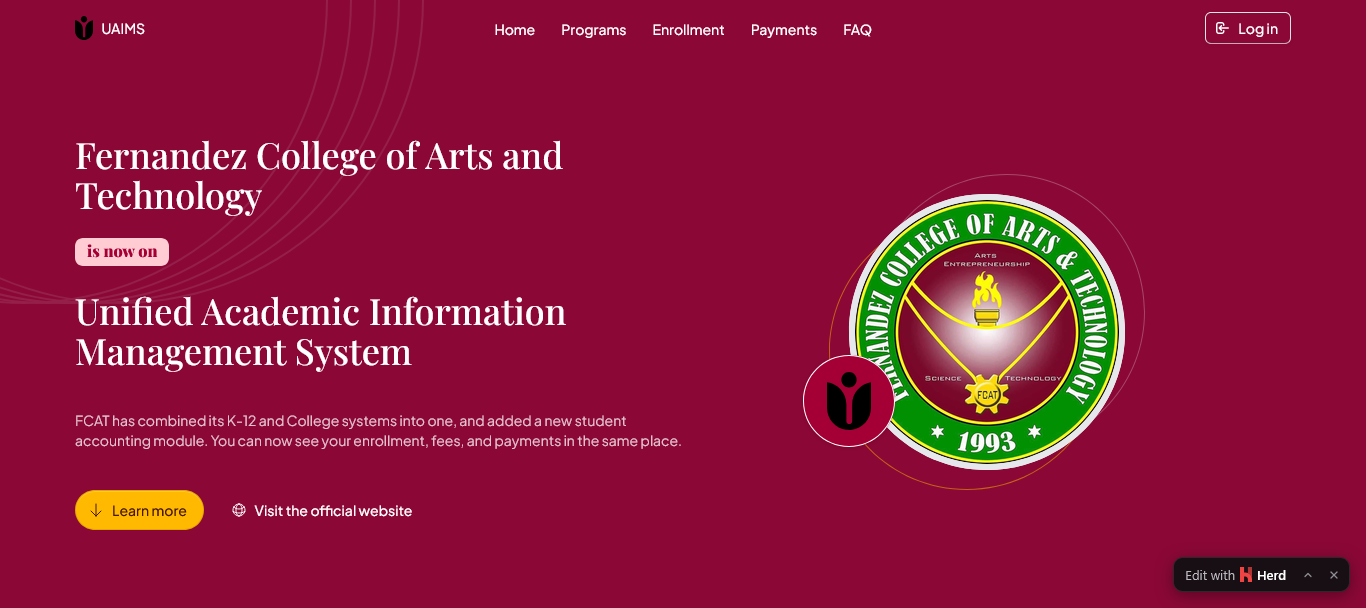 UAIMS
Home Programs Enrollment Payments FAQ
Log in
Fernandez College of Arts and
Technology
is now on
Unified Academic Information
Management System
FCAT has combined its K-12 and College systems into one, and added a new student
accounting module. You can now see your enrollment, fees, and payments in the same place.
Learn more
Visit the official website
FERNANDEZ COLLEGE OF ARTS & TECHNOLOGY
Arts
Entrepreneurship
Science Technology
FCAT
1993
Edit with Herd